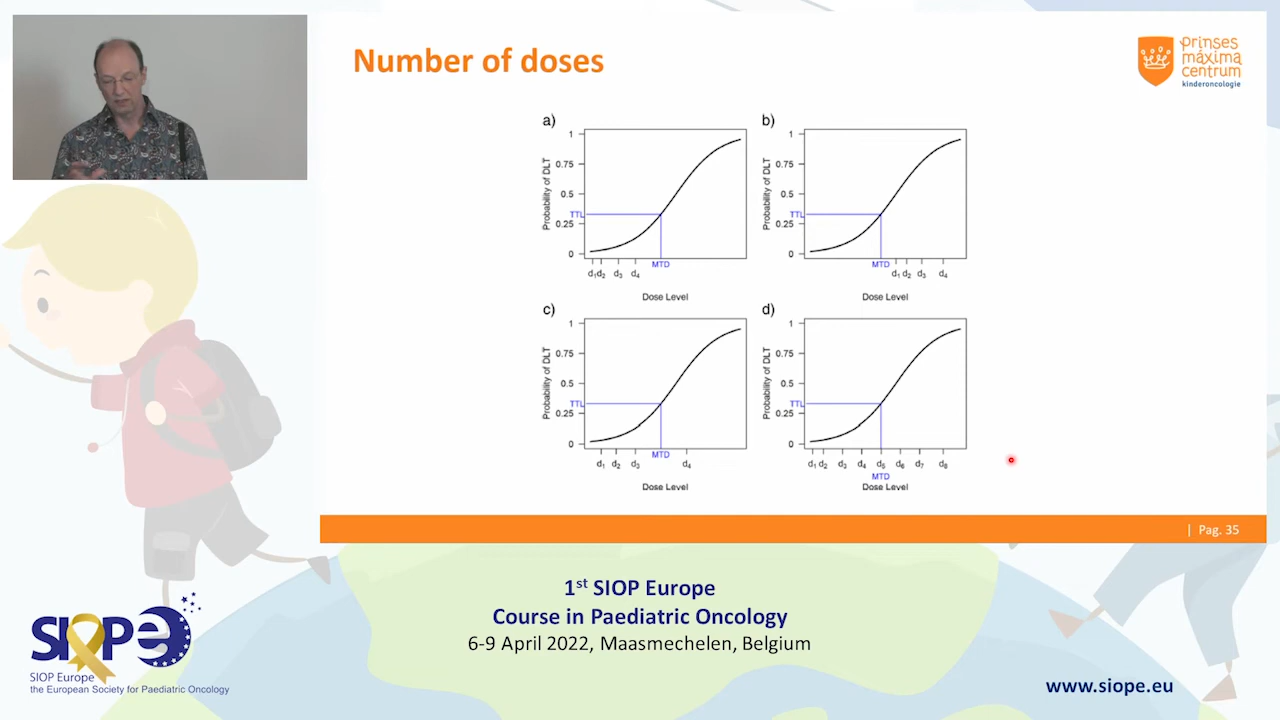 Number of doses
prinses
máxima
centrum
kinderoncologie
a)
1
0.75
0.5
TTL
0.25
0
Probability of DLT
MTD
d1 d2 d3 d4
Dose Level
b)
1
0.75
0.5
TTL
0.25
0
Probability of DLT
MTD
d1 d2 d3 d4
Dose Level
c)
1
0.75
0.5
TTL
0.25
0
Probability of DLT
MTD
d1 d2 d3 d4
Dose Level
d)
1
0.75
0.5
TTL
0.25
0
Probability of DLT
d1 d2 d3 d4 d5 d6 d7 d8
MTD
Dose Level
| Pag. 35
1st SIOP Europe
Course in Paediatric Oncology
6-9 April 2022, Maasmechelen, Belgium
SIOPe
SIOP Europe
the European Society for Paediatric Oncology
www.siope.eu